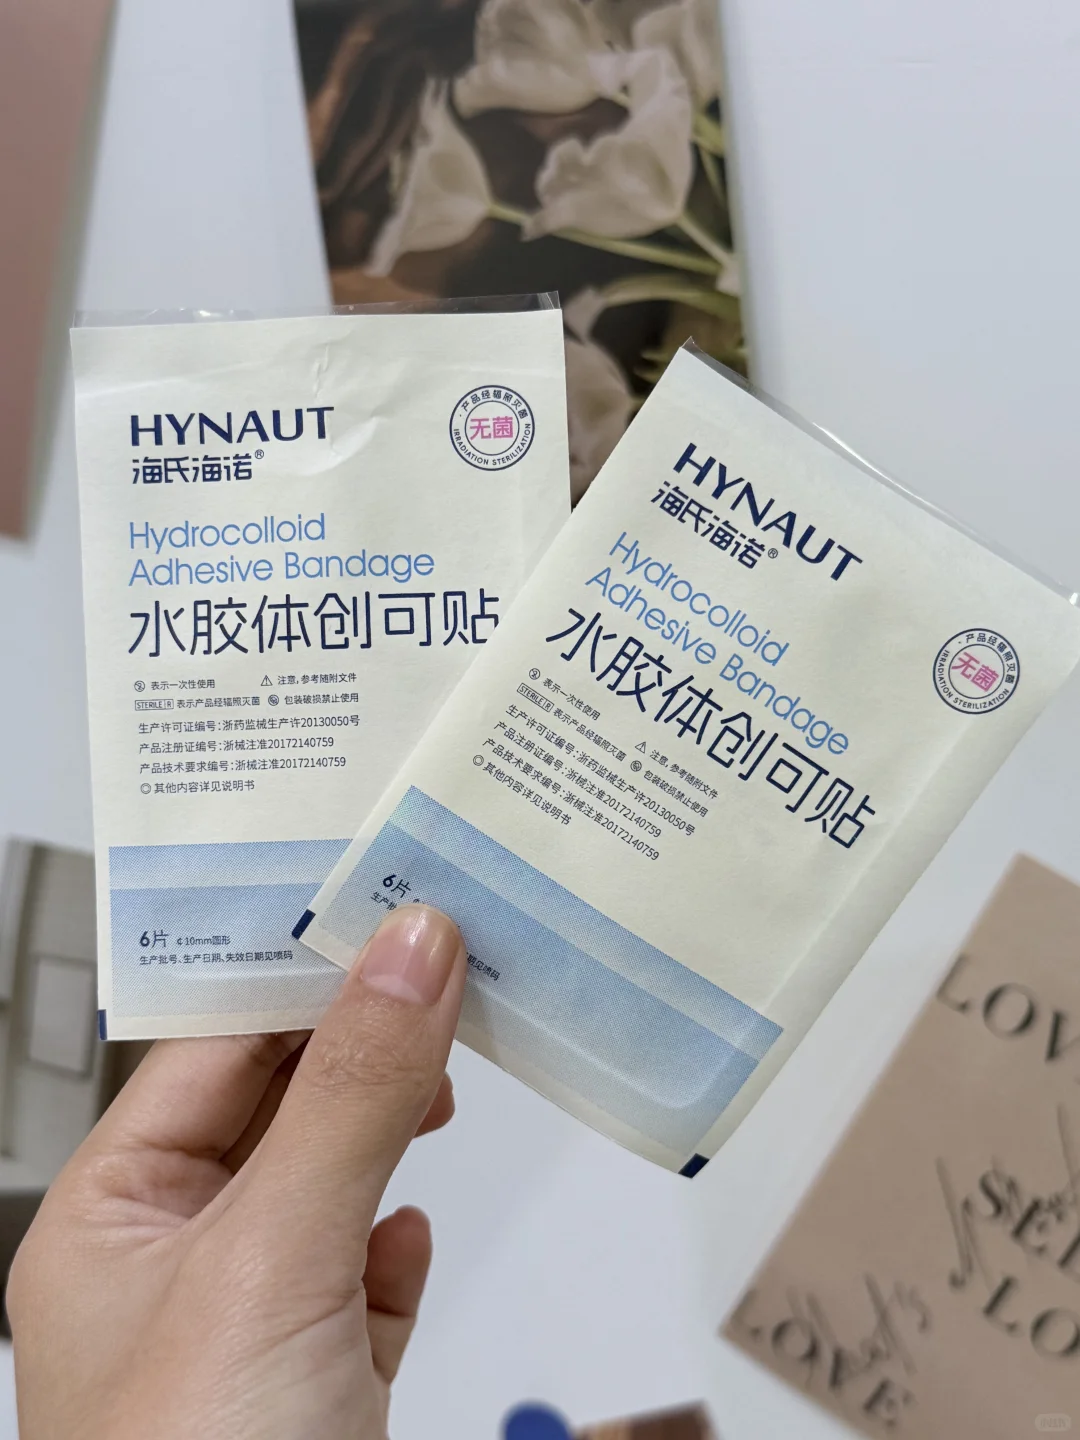 HYNAUT
海氏海诺®
产品经辐照灭菌
无菌
IRRADIATION STERILIZATION
Hydrocolloid
Adhesive Bandage
水胶体创可贴
表示一次性使用
注意,参考随附文件
STERILE R 表示产品经辐照灭菌
包装破损禁止使用
生产许可证编号:浙药监械生产许20130050号
产品注册证编号:浙械注准20172140759
产品技术要求编号:浙械注准20172140759
◎其他内容详见说明书
6片 ¢10mm圆形
生产批号、生产日期、失效日期见喷码
HYNAUT
海氏海诺®
产品经辐照灭菌
无菌
IRRADIATION STERILIZATION
Hydrocolloid
Adhesive Bandage
水胶体创可贴
表示一次性使用
注意,参考随附文件
STERILE R 表示产品经辐照灭菌
包装破损禁止使用
生产许可证编号:浙药监械生产许20130050号
产品注册证编号:浙械注准20172140759
产品技术要求编号:浙械注准20172140759
◎其他内容详见说明书
6片
生产批
期见喷码
LOV
SEL
LO
LOVE